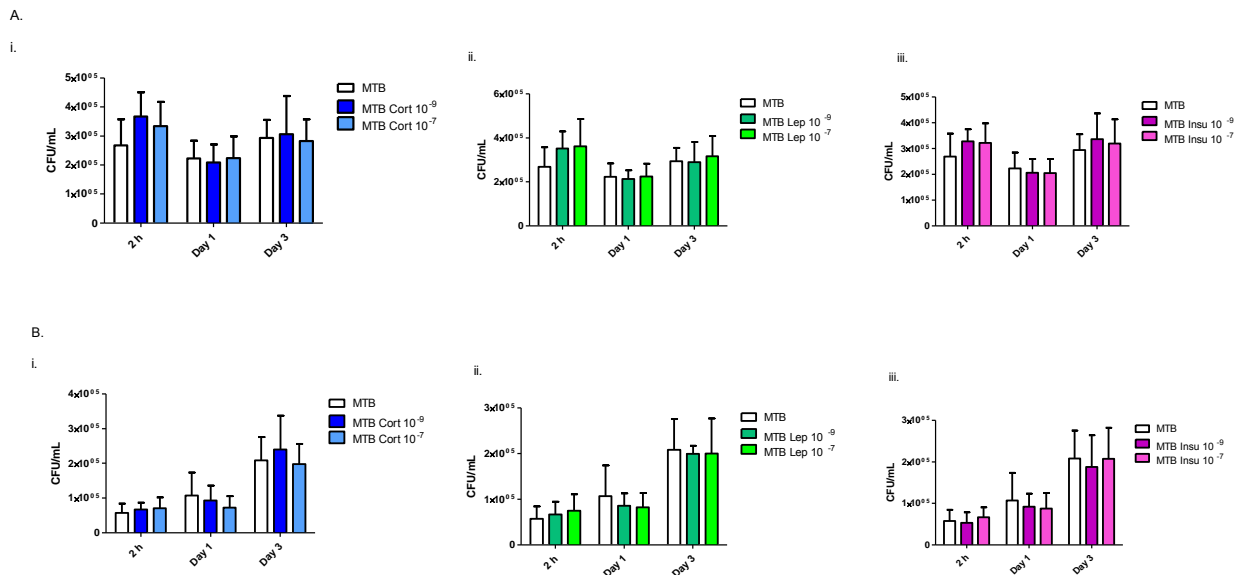 A.
i.
5x10⁰⁵
4x10⁰⁵
3x10⁰⁵
2x10⁰⁵
1x10⁰⁵
0
CFU/mL
2 h
Day 1
Day 3
MTB
MTB Cort 10⁻⁹
MTB Cort 10⁻⁷
ii.
6x10⁰⁵
4x10⁰⁵
2x10⁰⁵
0
CFU/mL
2 h
Day 1
Day 3
MTB
MTB Lep 10⁻⁹
MTB Lep 10⁻⁷
iii.
5x10⁰⁵
4x10⁰⁵
3x10⁰⁵
2x10⁰⁵
1x10⁰⁵
0
CFU/mL
2 h
Day 1
Day 3
MTB
MTB Insu 10⁻⁹
MTB Insu 10⁻⁷
B.
i.
4x10⁰⁵
3x10⁰⁵
2x10⁰⁵
1x10⁰⁵
0
CFU/mL
2 h
Day 1
Day 3
MTB
MTB Cort 10⁻⁹
MTB Cort 10⁻⁷
ii.
3x10⁰⁵
2x10⁰⁵
1x10⁰⁵
0
CFU/mL
2 h
Day 1
Day 3
MTB
MTB Lep 10⁻⁹
MTB Lep 10⁻⁷
iii.
3x10⁰⁵
2x10⁰⁵
1x10⁰⁵
0
CFU/mL
2 h
Day 1
Day 3
MTB
MTB Insu 10⁻⁹
MTB Insu 10⁻⁷